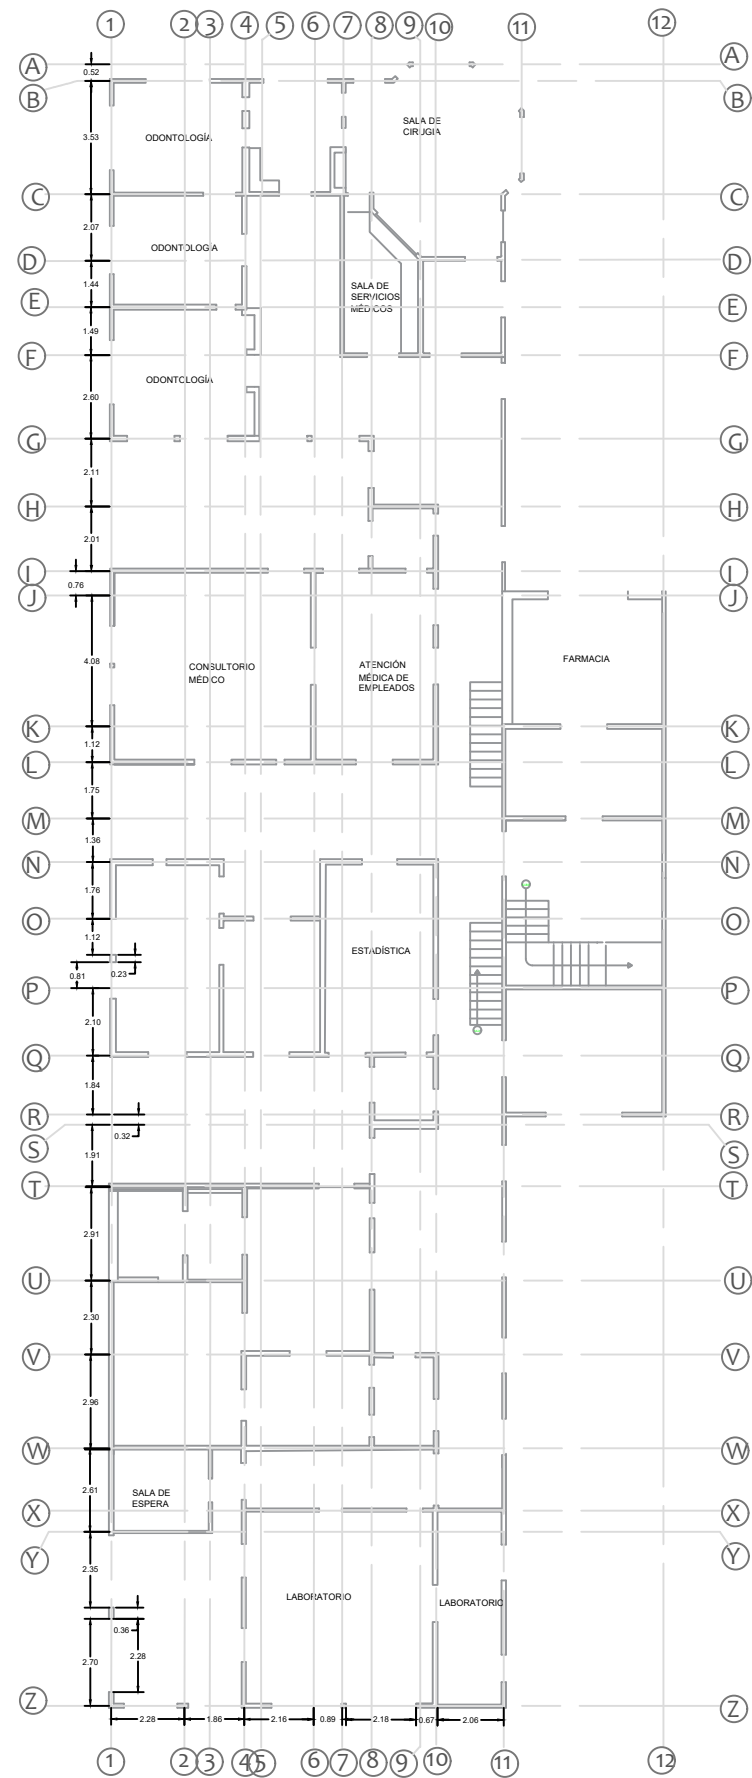 1
2
3
4
5
6
7
8
9
10
11
12
A
A
0.52
B
B
3.53
ODONTOLOGÍA
SALA DE
CIRUGIA
C
C
2.07
ODONTOLOGIA
D
D
1.44
SALA DE
SERVICIOS
MÉDICOS
E
E
1.49
F
F
ODONTOLOGÍA
2.60
G
G
2.11
H
H
2.01
I
I
0.76
J
J
4.08
CONSULTORIO
MÉDICO
ATENCIÓN
MÉDICA DE
EMPLEADOS
FARMACIA
K
K
1.12
L
L
1.75
M
M
1.36
N
N
1.76
O
O
1.12
ESTADÍSTICA
0.81
0.23
P
P
2.10
Q
Q
1.84
R
R
0.32
S
S
1.91
T
T
2.91
U
U
2.30
V
V
2.96
W
W
2.61
SALA DE
ESPERA
X
X
Y
Y
2.35
LABORATORIO
LABORATORIO
0.36
2.28
2.70
Z
Z
2.28
1.86
2.16
0.89
2.18
0.67
2.06
1
2
3
4
5
6
7
8
9
10
11
12